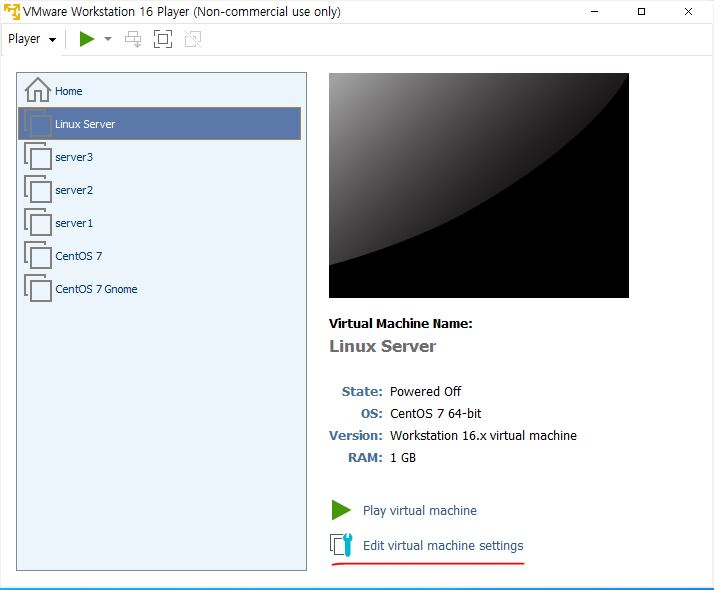 VMware Workstation 16 Player (Non-commercial use only)
Player
Home
Linux Server
server3
server2
server1
CentOS 7
CentOS 7 Gnome
Virtual Machine Name:
Linux Server
State: Powered Off
OS: CentOS 7 64-bit
Version: Workstation 16.x virtual machine
RAM: 1 GB
Play virtual machine
Edit virtual machine settings